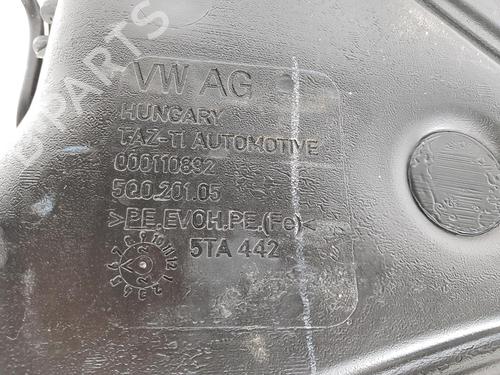 VW AG
HUNGARY
TAZ-TI AUTOMOTIVE
000110892
5Q0.201.05
>PE.EVOH.PE.(Fe)<
5TA 442
B-PARTS